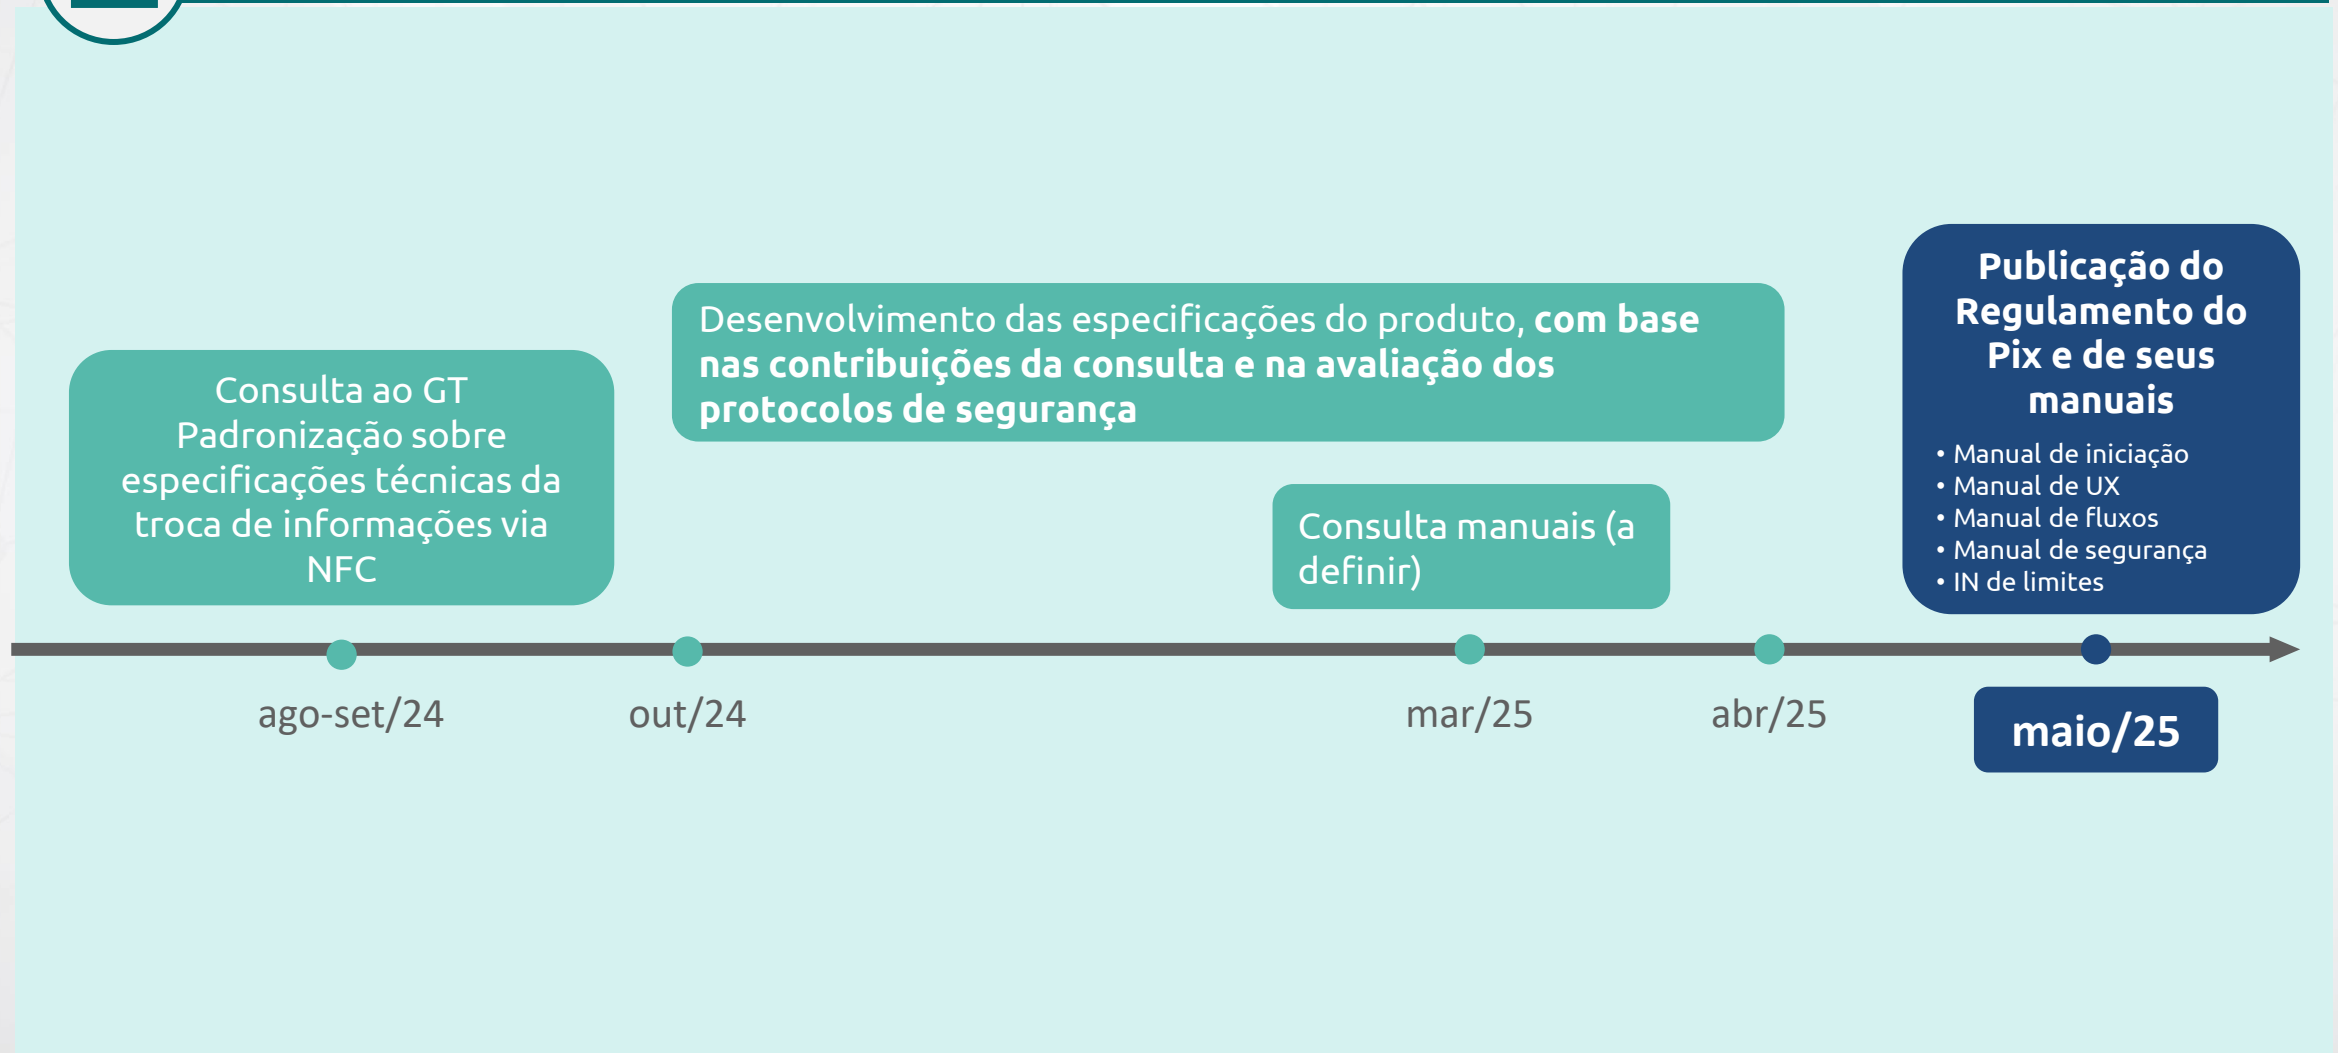 Consulta ao GT
Padronização sobre
especificações técnicas da
troca de informações via
NFC
Desenvolvimento das especificações do produto, com base
nas contribuições da consulta e na avaliação dos
protocolos de segurança
Consulta manuais (a
definir)
Publicação do
Regulamento do
Pix e de seus
manuais
• Manual de iniciação
• Manual de UX
• Manual de fluxos
• Manual de segurança
• IN de limites
ago-set/24
out/24
mar/25
abr/25
maio/25